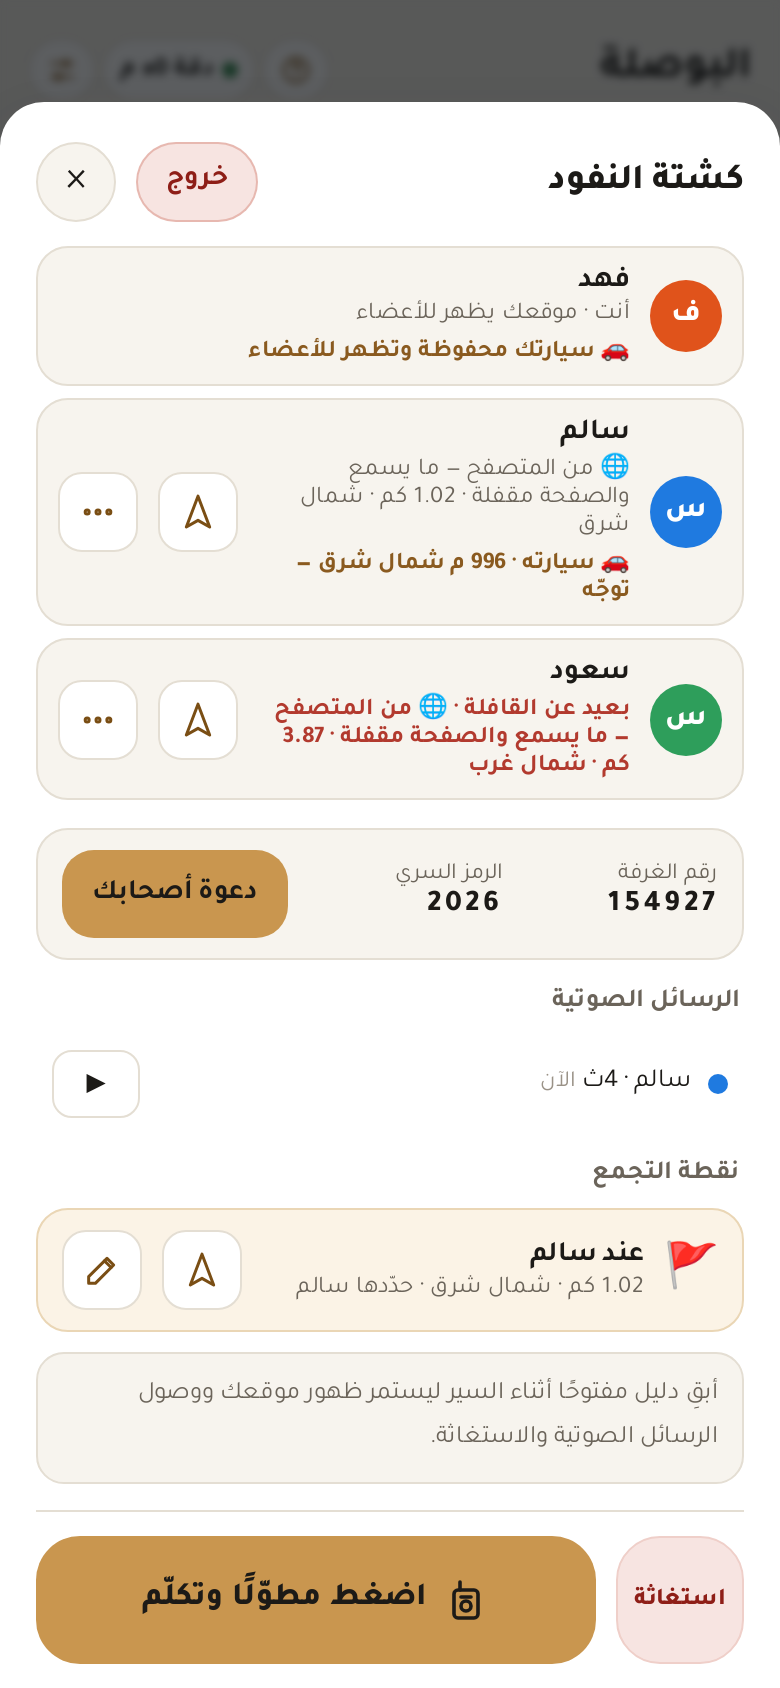 البوصلة
كشتة النفود
خروج
×
ف
فهد
أنت · موقعك يظهر للأعضاء
🚗 سيارتك محفوظة وتظهر للأعضاء
س
سالم
🌐 من المتصفح – ما يسمع
والصفحة مقفلة · 1.02 كم · شمال
شرق
🚗 سيارته · 996 م شمال شرق –
توجّه
س
سعود
بعيد عن القافلة · 🌐 من المتصفح
– ما يسمع والصفحة مقفلة · 3.87
كم · شمال غرب
رقم الغرفة
154927
الرمز السري
2026
دعوة أصحابك
الرسائل الصوتية
سالم · 4ث الآن
نقطة التجمع
عند سالم
1.02 كم · شمال شرق · حدّدها سالم
أبقِ دليل مفتوحًا أثناء السير ليستمر ظهور موقعك ووصول
الرسائل الصوتية والاستغاثة.
استغاثة
اضغط مطوّلًا وتكلّم